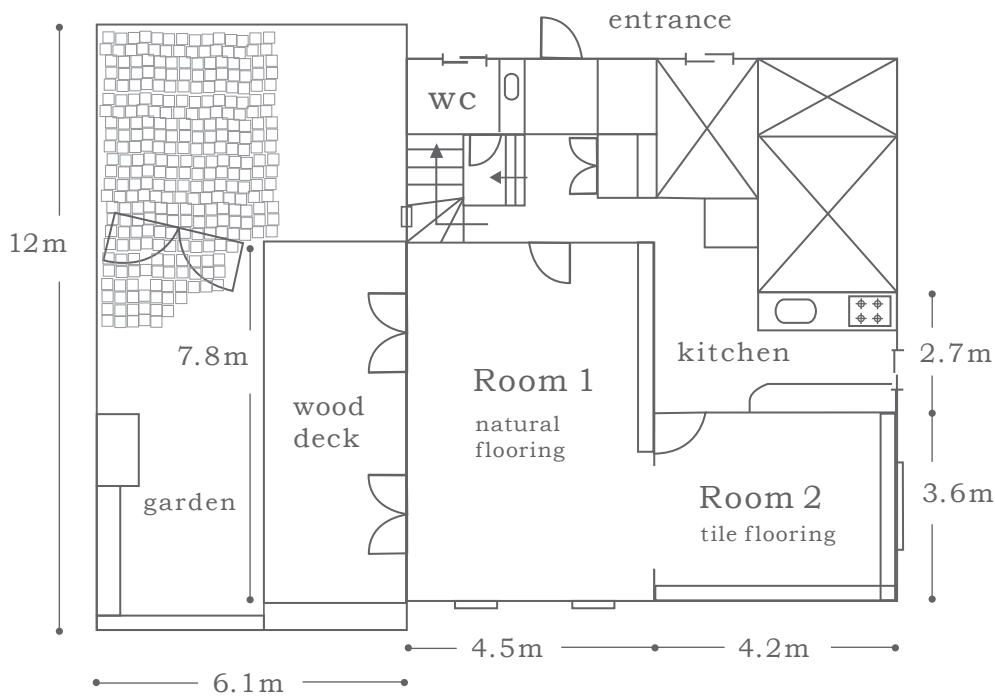 entrance
wc
12m
7.8m
kitchen
2.7m
Room 1
natural
flooring
wood
deck
garden
Room 2
tile flooring
3.6m
4.5m
4.2m
6.1m